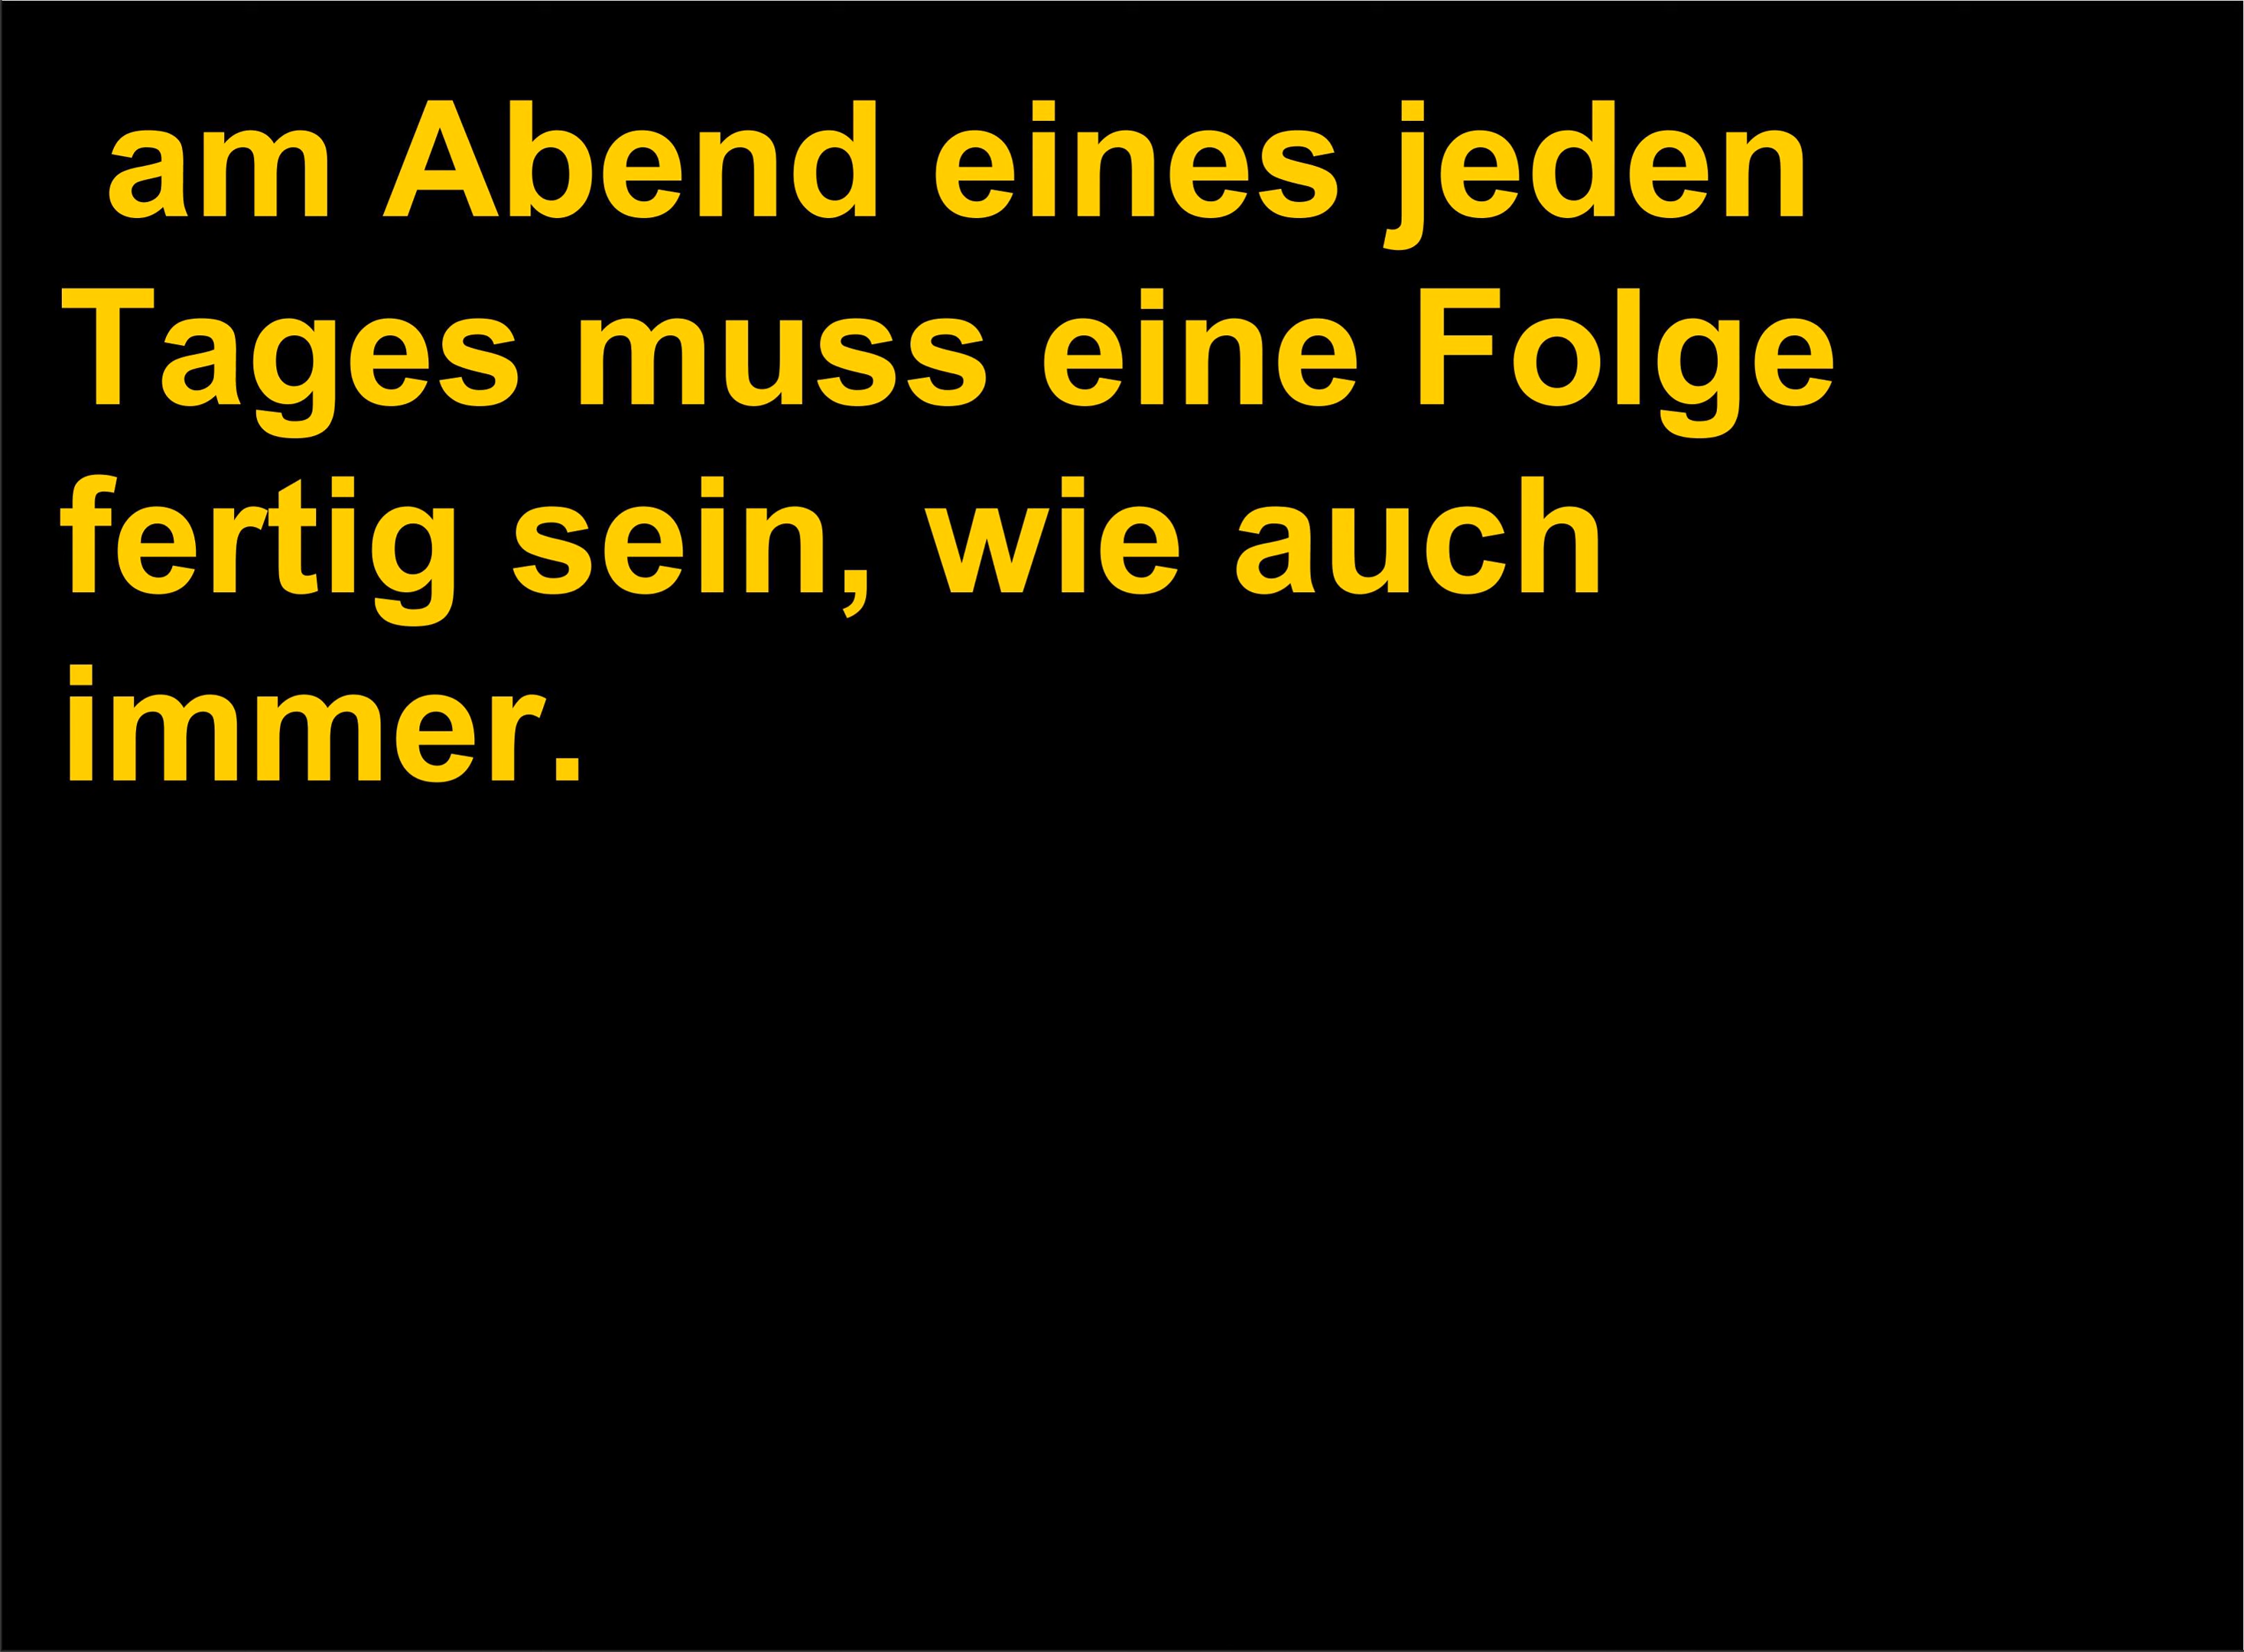 am Abend eines jeden
Tages muss eine Folge
fertig sein, wie auch
immer.